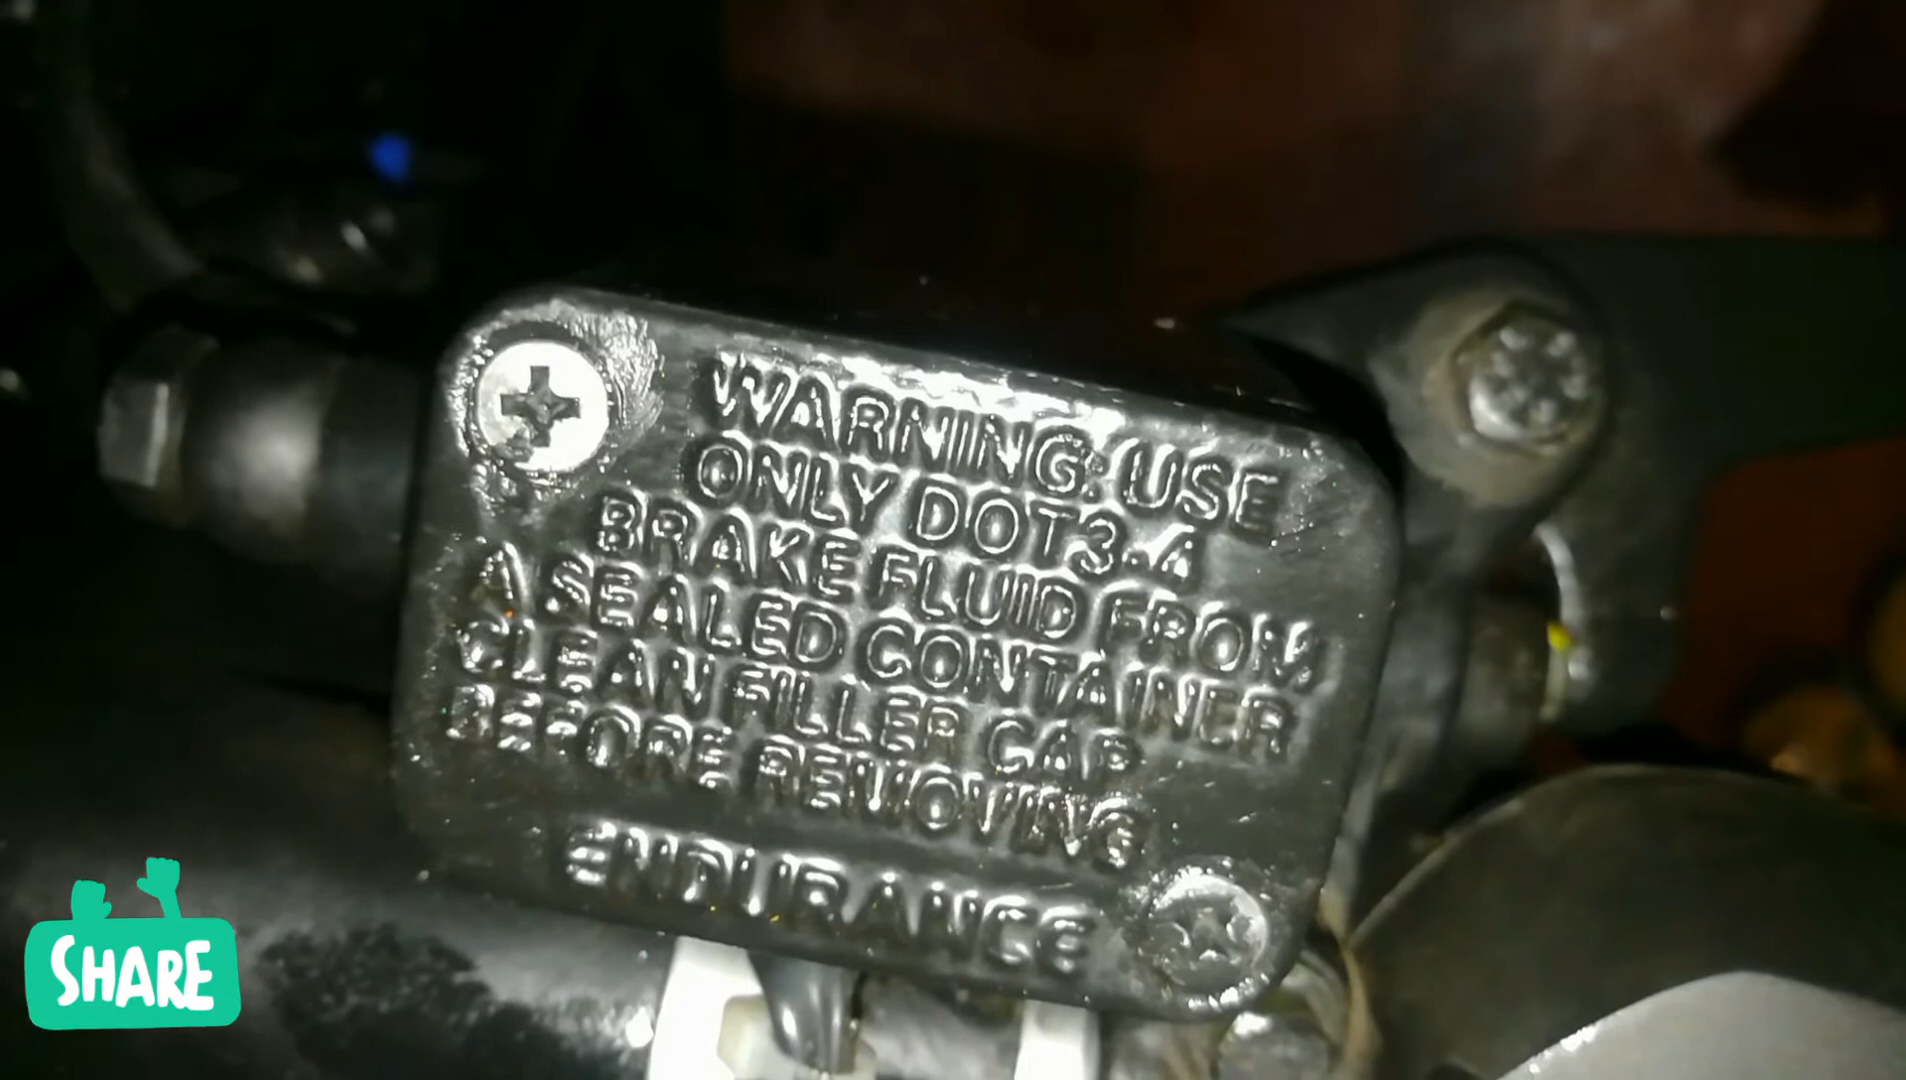 WARNING: USE
ONLY DOT3.4
BRAKE FLUID FROM
A SEALED CONTAINER
CLEAN FILLER CAP
BEFORE REMOVING
ENDURANCE
SHARE